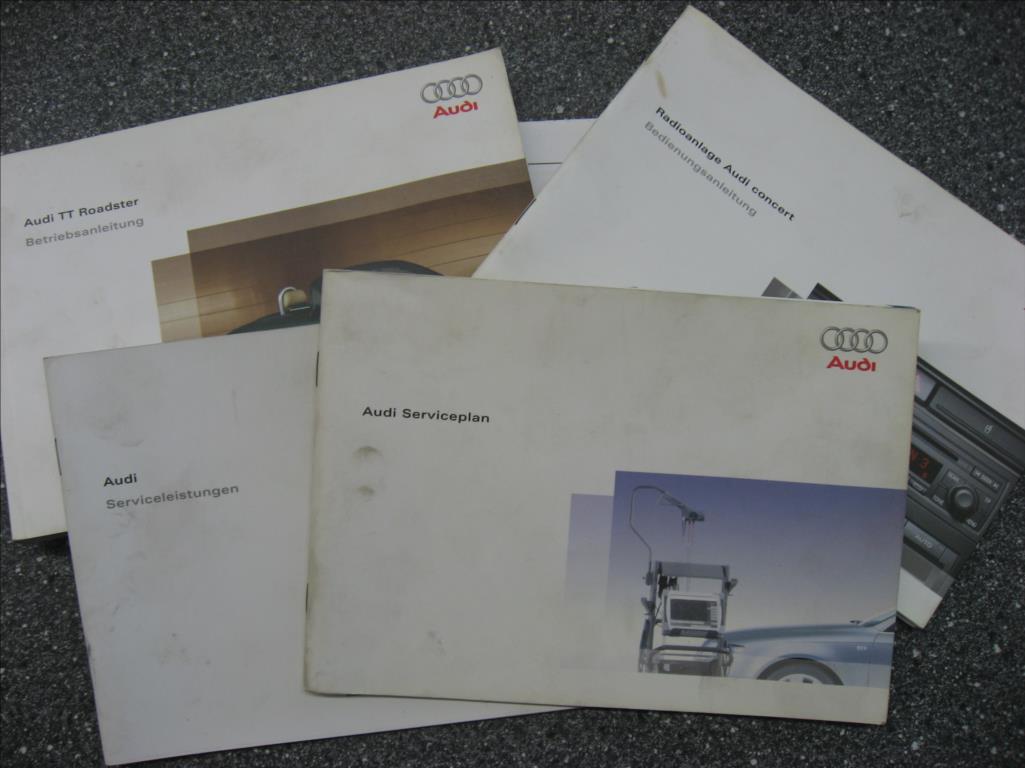 Audi
Audi TT Roadster
Betriebsanleitung
Radioanlage Audi concert
Bedienungsanleitung
Audi
Audi Serviceplan
Audi
Serviceleistungen